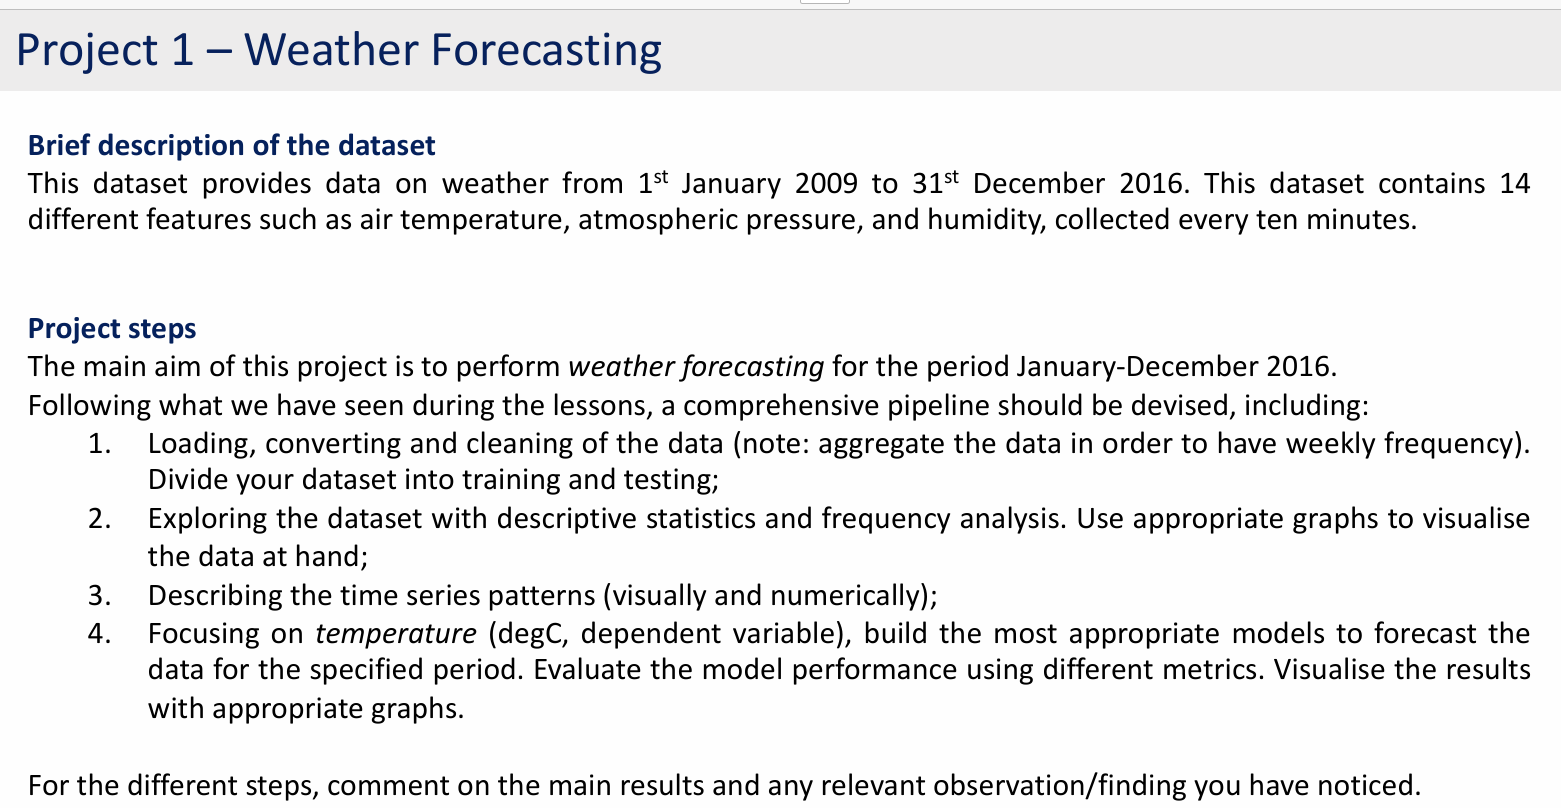 Project 1 – Weather Forecasting
Brief description of the dataset
This dataset provides data on weather from 1st January 2009 to 31st December 2016. This dataset contains 14
different features such as air temperature, atmospheric pressure, and humidity, collected every ten minutes.
Project steps
The main aim of this project is to perform weather forecasting for the period January-December 2016.
Following what we have seen during the lessons, a comprehensive pipeline should be devised, including:
1. Loading, converting and cleaning of the data (note: aggregate the data in order to have weekly frequency).
Divide your dataset into training and testing;
2. Exploring the dataset with descriptive statistics and frequency analysis. Use appropriate graphs to visualise
the data at hand;
3. Describing the time series patterns (visually and numerically);
4. Focusing on temperature (degC, dependent variable), build the most appropriate models to forecast the
data for the specified period. Evaluate the model performance using different metrics. Visualise the results
with appropriate graphs.
For the different steps, comment on the main results and any relevant observation/finding you have noticed.